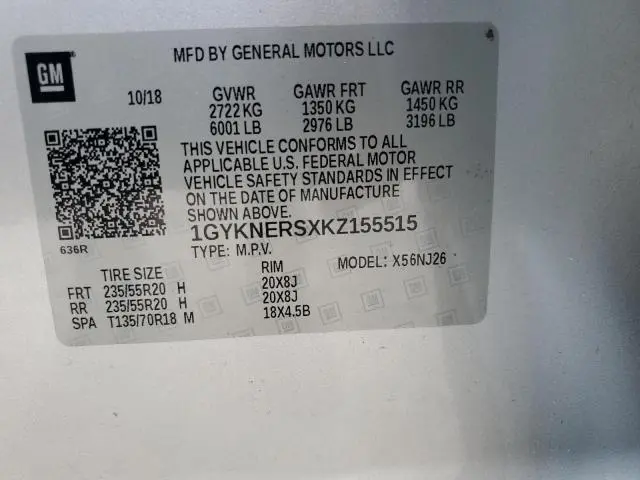 GM
MFD BY GENERAL MOTORS LLC
10/18 GVWR GAWR FRT GAWR RR
2722 KG 1350 KG 1450 KG
6001 LB 2976 LB 3196 LB
THIS VEHICLE CONFORMS TO ALL
APPLICABLE U.S. FEDERAL MOTOR
VEHICLE SAFETY STANDARDS IN EFFECT
ON THE DATE OF MANUFACTURE
SHOWN ABOVE.
636R
1GYKNERSXKZ155515
TYPE: M.P.V. MODEL: X56NJ26
TIRE SIZE RIM
FRT 235/55R20 H 20X8J
RR 235/55R20 H 20X8J
SPA T135/70R18 M 18X4.5B